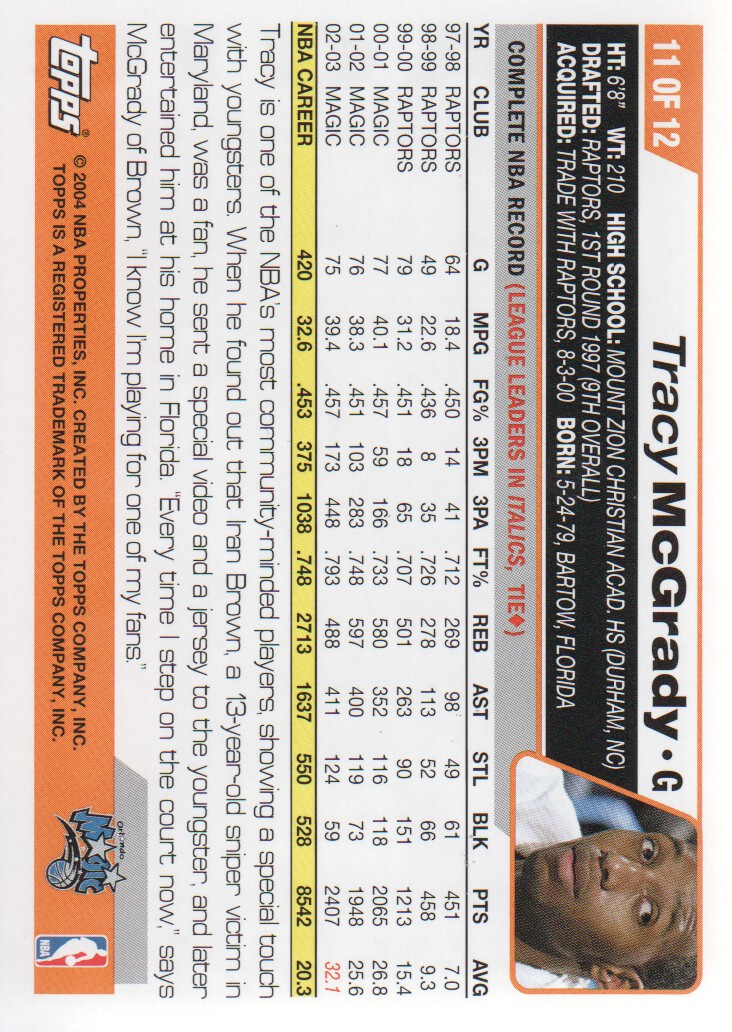 11 OF 12
Tracy McGrady • G
HT: 6'8" WT: 210 HIGH SCHOOL: MOUNT ZION CHRISTIAN ACAD. HS (DURHAM, NC)
DRAFTED: RAPTORS, 1ST ROUND 1997 (9TH OVERALL)
ACQUIRED: TRADE WITH RAPTORS, 8-3-00 BORN: 5-24-79, BARTOW, FLORIDA
COMPLETE NBA RECORD (LEAGUE LEADERS IN ITALICS, TIE◆)
YR CLUB G MPG FG% 3PM 3PA FT% REB AST STL BLK PTS AVG
97-98 RAPTORS 64 18.4 .450 14 41 .712 269 98 49 61 451 7.0
98-99 RAPTORS 49 22.6 .436 8 35 .726 278 113 52 66 458 9.3
99-00 RAPTORS 79 31.2 .451 18 65 .707 501 263 90 151 1213 15.4
00-01 MAGIC 77 40.1 .457 59 166 .733 580 352 116 118 2065 26.8
01-02 MAGIC 76 38.3 .451 103 283 .748 597 400 119 73 1948 25.6
02-03 MAGIC 75 39.4 .457 173 448 .793 488 411 124 59 2407 32.1
NBA CAREER 420 32.6 .453 375 1038 .748 2713 1637 550 528 8542 20.3
Tracy is one of the NBA's most community-minded players, showing a special touch
with youngsters. When he found out that Iran Brown, a 13-year-old sniper victim in
Maryland, was a fan, he sent a special video and a jersey to the youngster, and later
entertained him at his home in Florida. "Every time I step on the court now," says
McGrady of Brown, "I know I'm playing for one of my fans."
topps®
© 2004 NBA PROPERTIES, INC. CREATED BY THE TOPPS COMPANY, INC.
TOPPS IS A REGISTERED TRADEMARK OF THE TOPPS COMPANY, INC.
Orlando
MAGIC
NBA